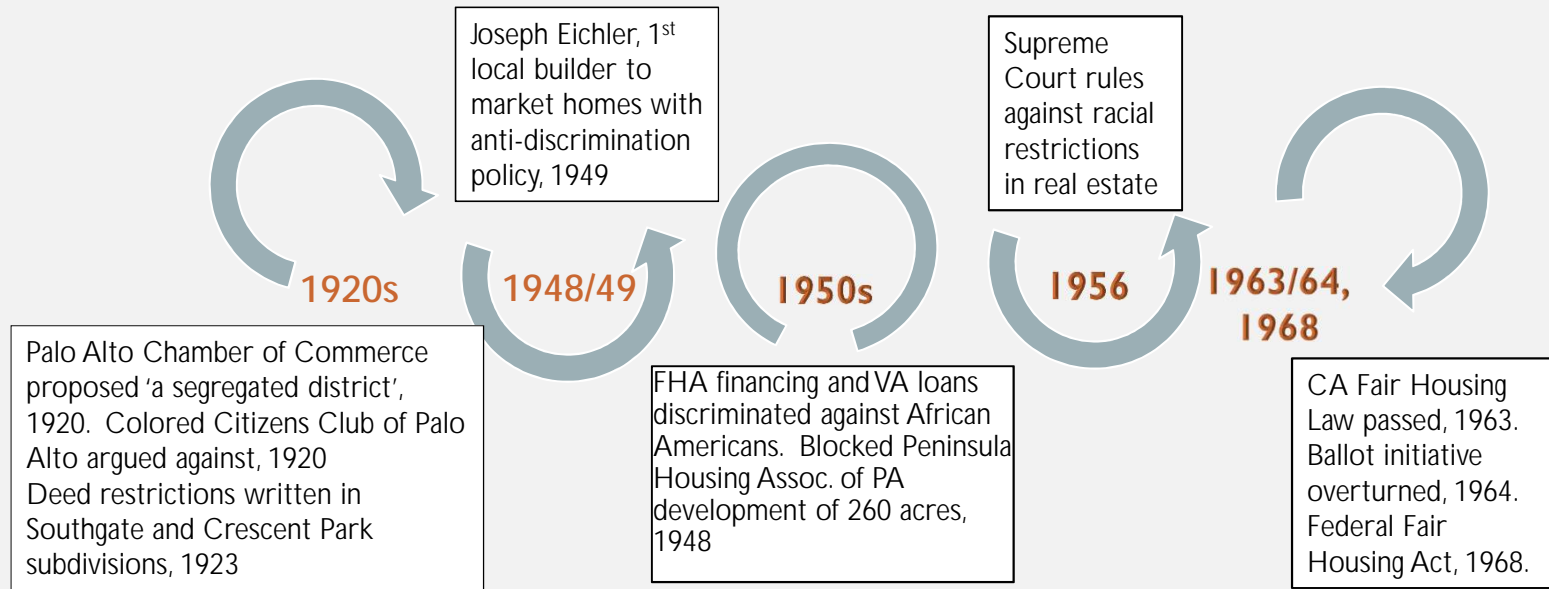 Joseph Eichler, 1st
local builder to
market homes with
anti-discrimination
policy, 1949
Supreme
Court rules
against racial
restrictions
in real estate
1920s
1948/49
1950s
1956
1963/64,
1968
Palo Alto Chamber of Commerce
proposed ‘a segregated district’,
1920. Colored Citizens Club of Palo
Alto argued against, 1920
Deed restrictions written in
Southgate and Crescent Park
subdivisions, 1923
FHA financing and VA loans
discriminated against African
Americans. Blocked Peninsula
Housing Assoc. of PA
development of 260 acres,
1948
CA Fair Housing
Law passed, 1963.
Ballot initiative
overturned, 1964.
Federal Fair
Housing Act, 1968.